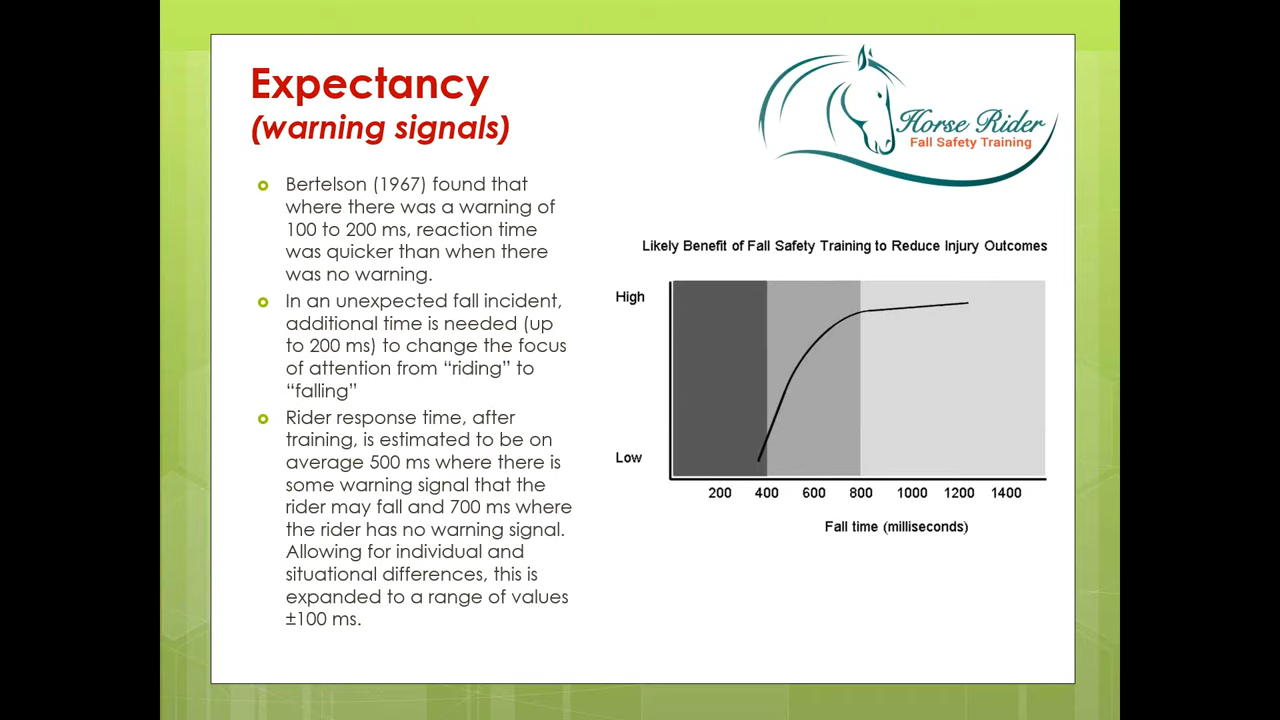 Expectancy
(warning signals)
Horse Rider
Fall Safety Training
Bertelson (1967) found that
where there was a warning of
100 to 200 ms, reaction time
was quicker than when there
was no warning.
In an unexpected fall incident,
additional time is needed (up
to 200 ms) to change the focus
of attention from “riding” to
“falling”
Rider response time, after
training, is estimated to be on
average 500 ms where there is
some warning signal that the
rider may fall and 700 ms where
the rider has no warning signal.
Allowing for individual and
situational differences, this is
expanded to a range of values
±100 ms.
Likely Benefit of Fall Safety Training to Reduce Injury Outcomes
High
Low
200 400 600 800 1000 1200 1400
Fall time (milliseconds)